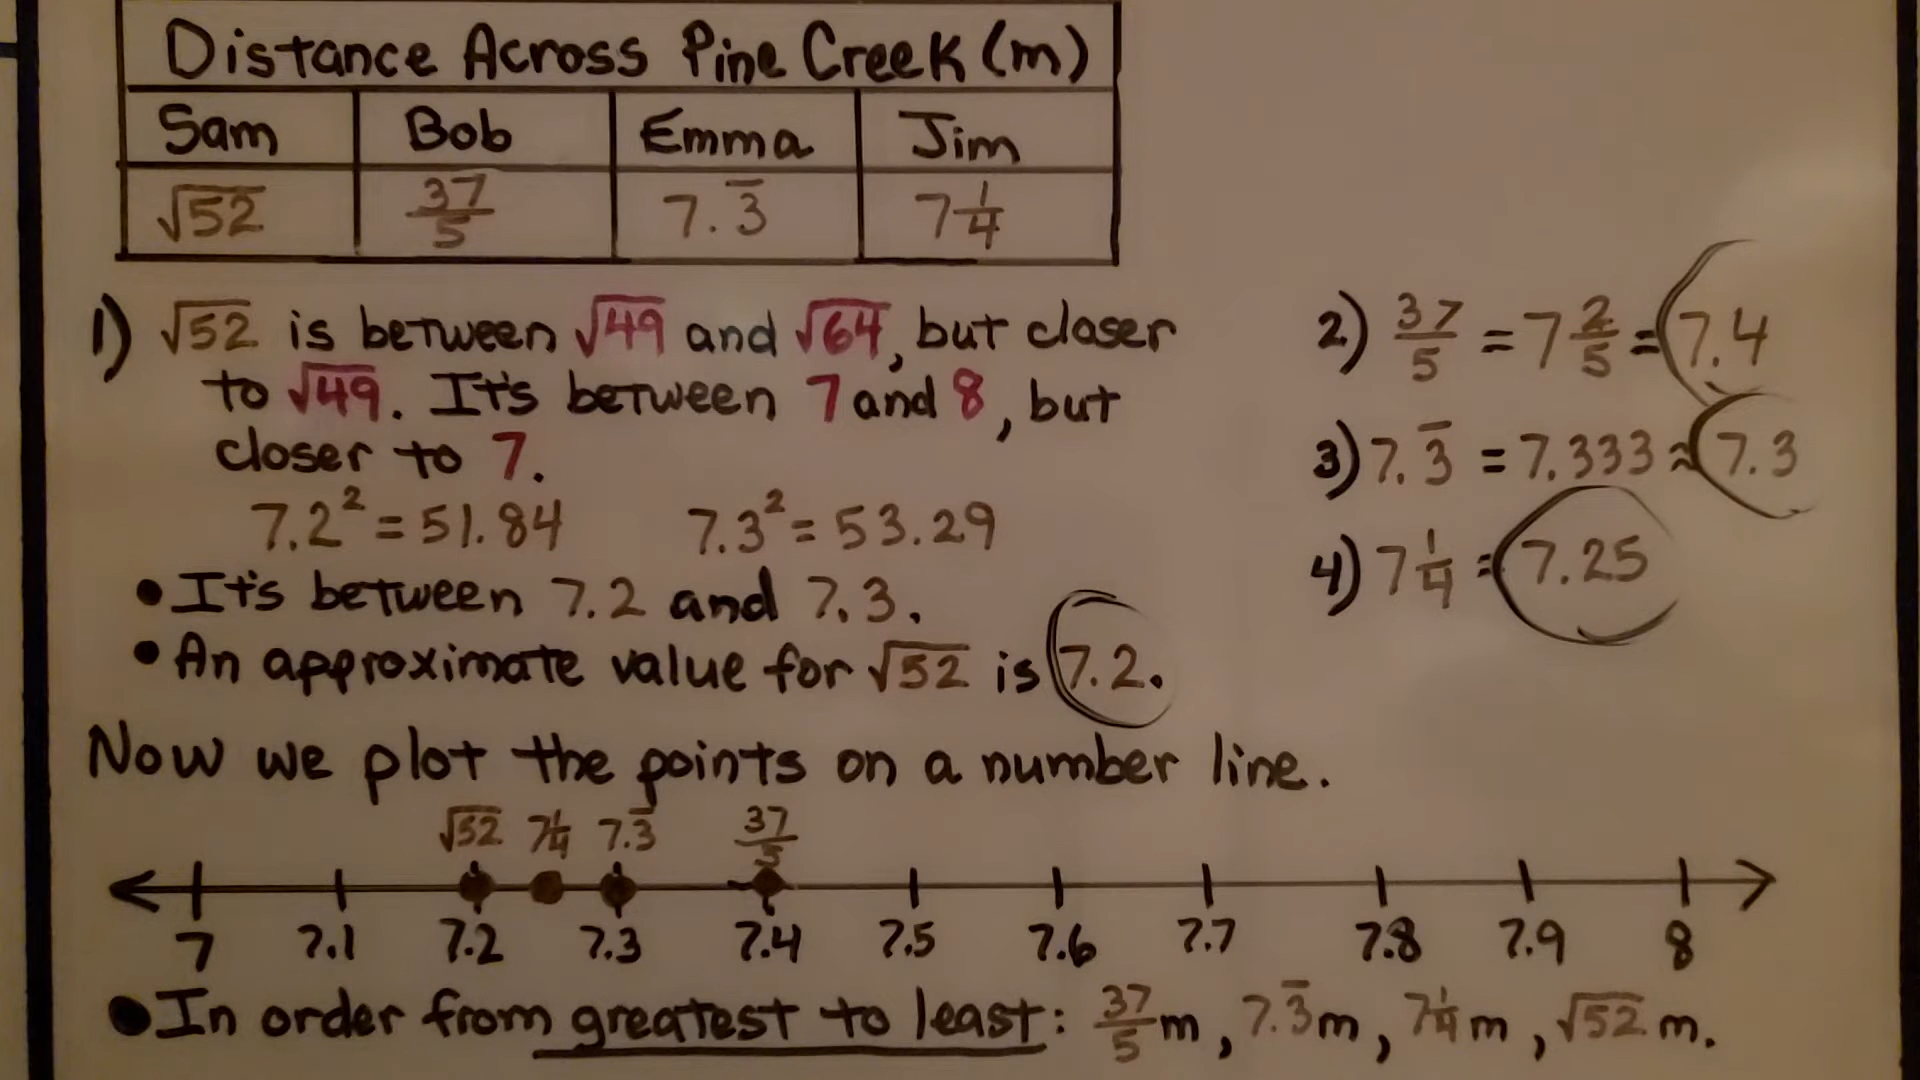 Distance Across Pine Creek (m)
Sam Bob Emma Jim
√52 37/5 7.3̅ 7 1/4
1) √52 is between √49 and √64, but closer
to √49. It's between 7 and 8, but
closer to 7.
7.2² = 51.84 7.3² = 53.29
• It's between 7.2 and 7.3.
• An approximate value for √52 is 7.2.
2) 37/5 = 7 2/5 = 7.4
3) 7.3̅ = 7.333 ≈ 7.3
4) 7 1/4 = 7.25
Now we plot the points on a number line.
√52 7 1/4 7.3̅ 37/5
7 7.1 7.2 7.3 7.4 7.5 7.6 7.7 7.8 7.9 8
• In order from greatest to least: 37/5 m, 7.3̅ m, 7 1/4 m, √52 m.